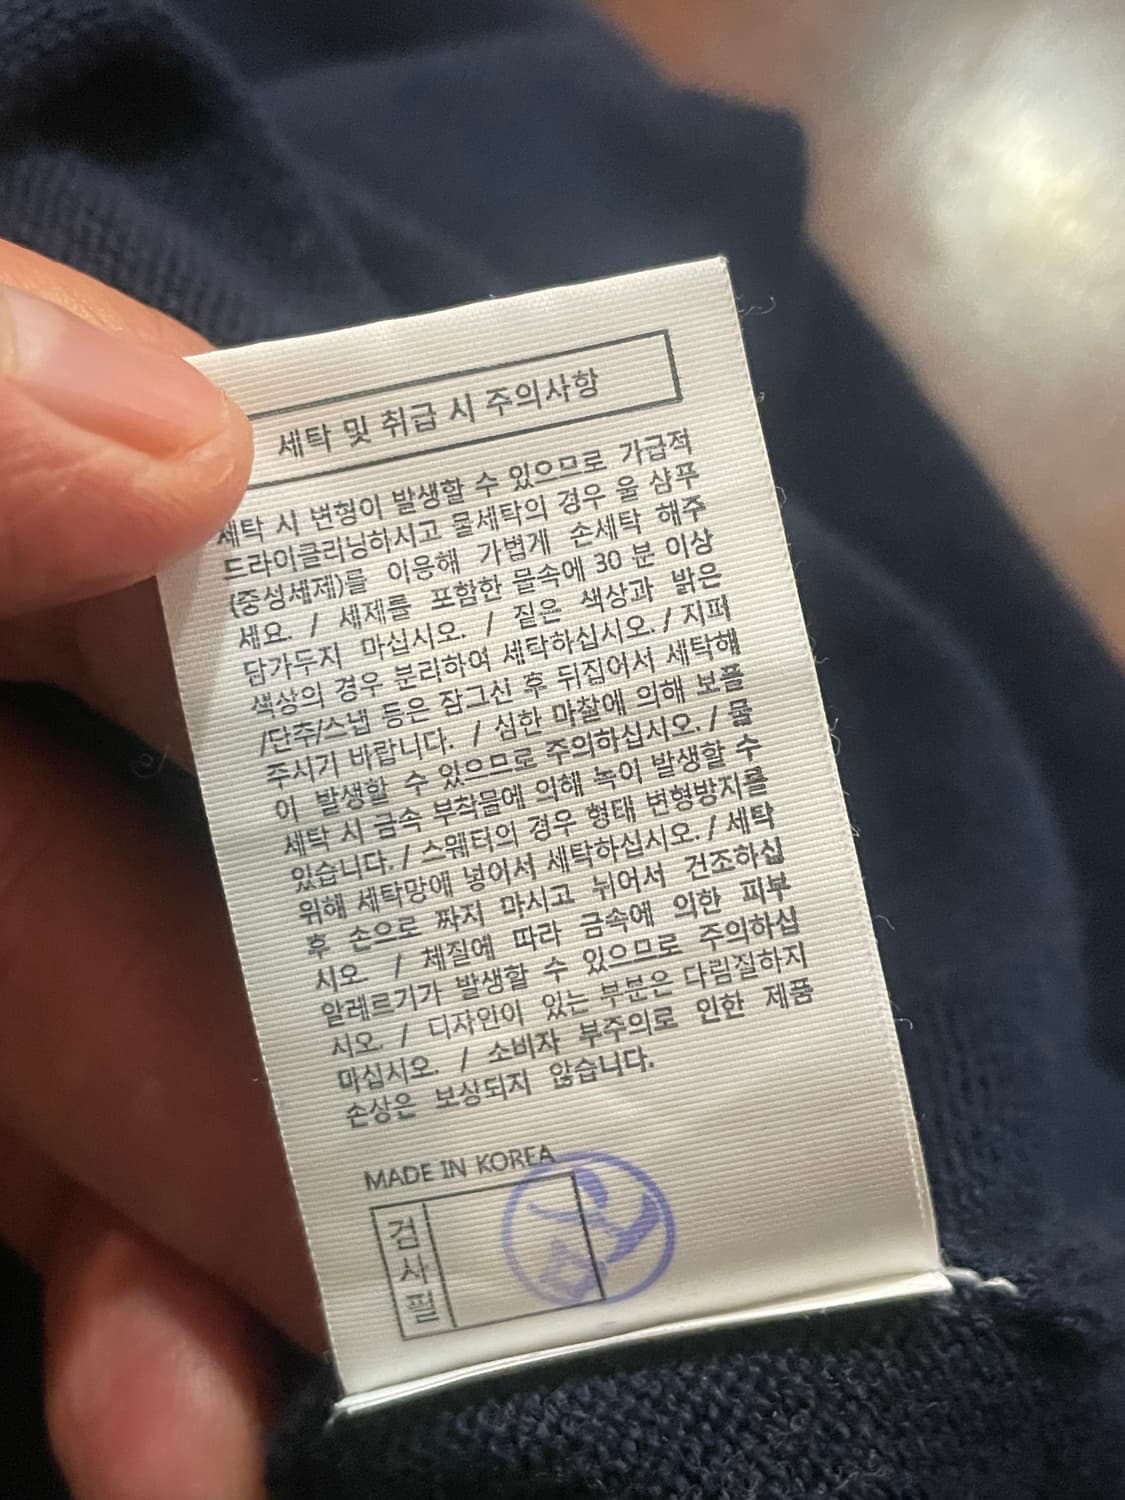 세탁 및 취급 시 주의사항
세탁 시 변형이 발생할 수 있으므로 가급적
드라이클리닝하시고 물세탁의 경우 울 샴푸
(중성세제)를 이용해 가볍게 손세탁 해주
세요. / 세제를 포함한 물속에 30 분 이상
담가두지 마십시오. / 짙은 색상과 밝은
색상의 경우 분리하여 세탁하십시오. / 지퍼
/단추/스냅 등은 잠그신 후 뒤집어서 세탁해
주시기 바랍니다. / 심한 마찰에 의해 보풀
이 발생할 수 있으므로 주의하십시오. / 물
세탁 시 금속 부착물에 의해 녹이 발생할 수
있습니다. / 스웨터의 경우 형태 변형방지를
위해 세탁망에 넣어서 세탁하십시오. / 세탁
후 손으로 짜지 마시고 뉘어서 건조하십
시오. / 체질에 따라 금속에 의한 피부
알레르기가 발생할 수 있으므로 주의하십
시오. / 디자인이 있는 부분은 다림질하지
마십시오. / 소비자 부주의로 인한 제품
손상은 보상되지 않습니다.
MADE IN KOREA
검사필